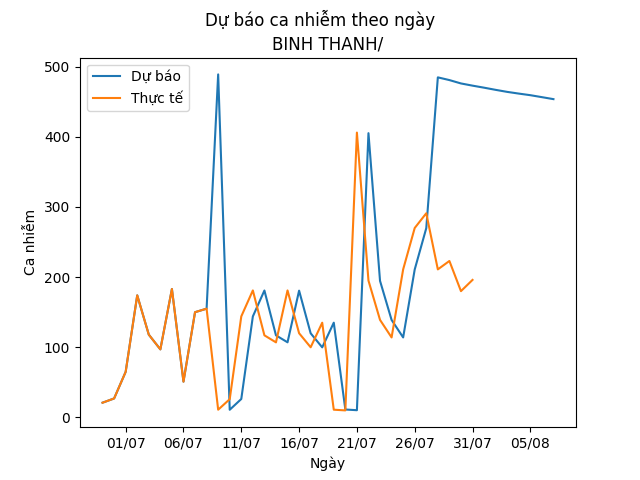 Dự báo ca nhiễm theo ngày
BINH THANH/
Dự báo
Thực tế
Ca nhiễm
500
400
300
200
100
0
01/07 06/07 11/07 16/07 21/07 26/07 31/07 05/08
Ngày